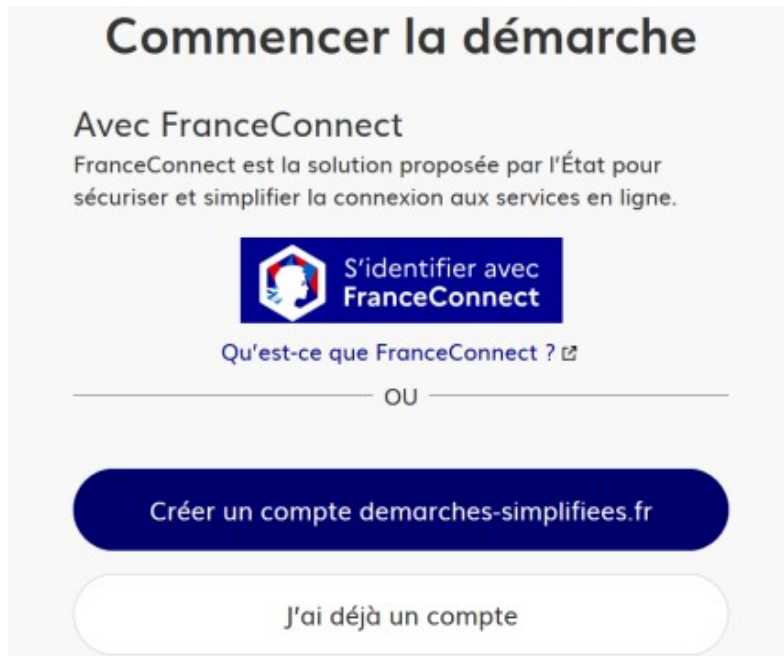 Commencer la démarche
Avec FranceConnect
FranceConnect est la solution proposée par l'État pour
sécuriser et simplifier la connexion aux services en ligne.
S'identifier avec
FranceConnect
Qu'est-ce que FranceConnect ?
OU
Créer un compte demarches-simplifiees.fr
J'ai déjà un compte